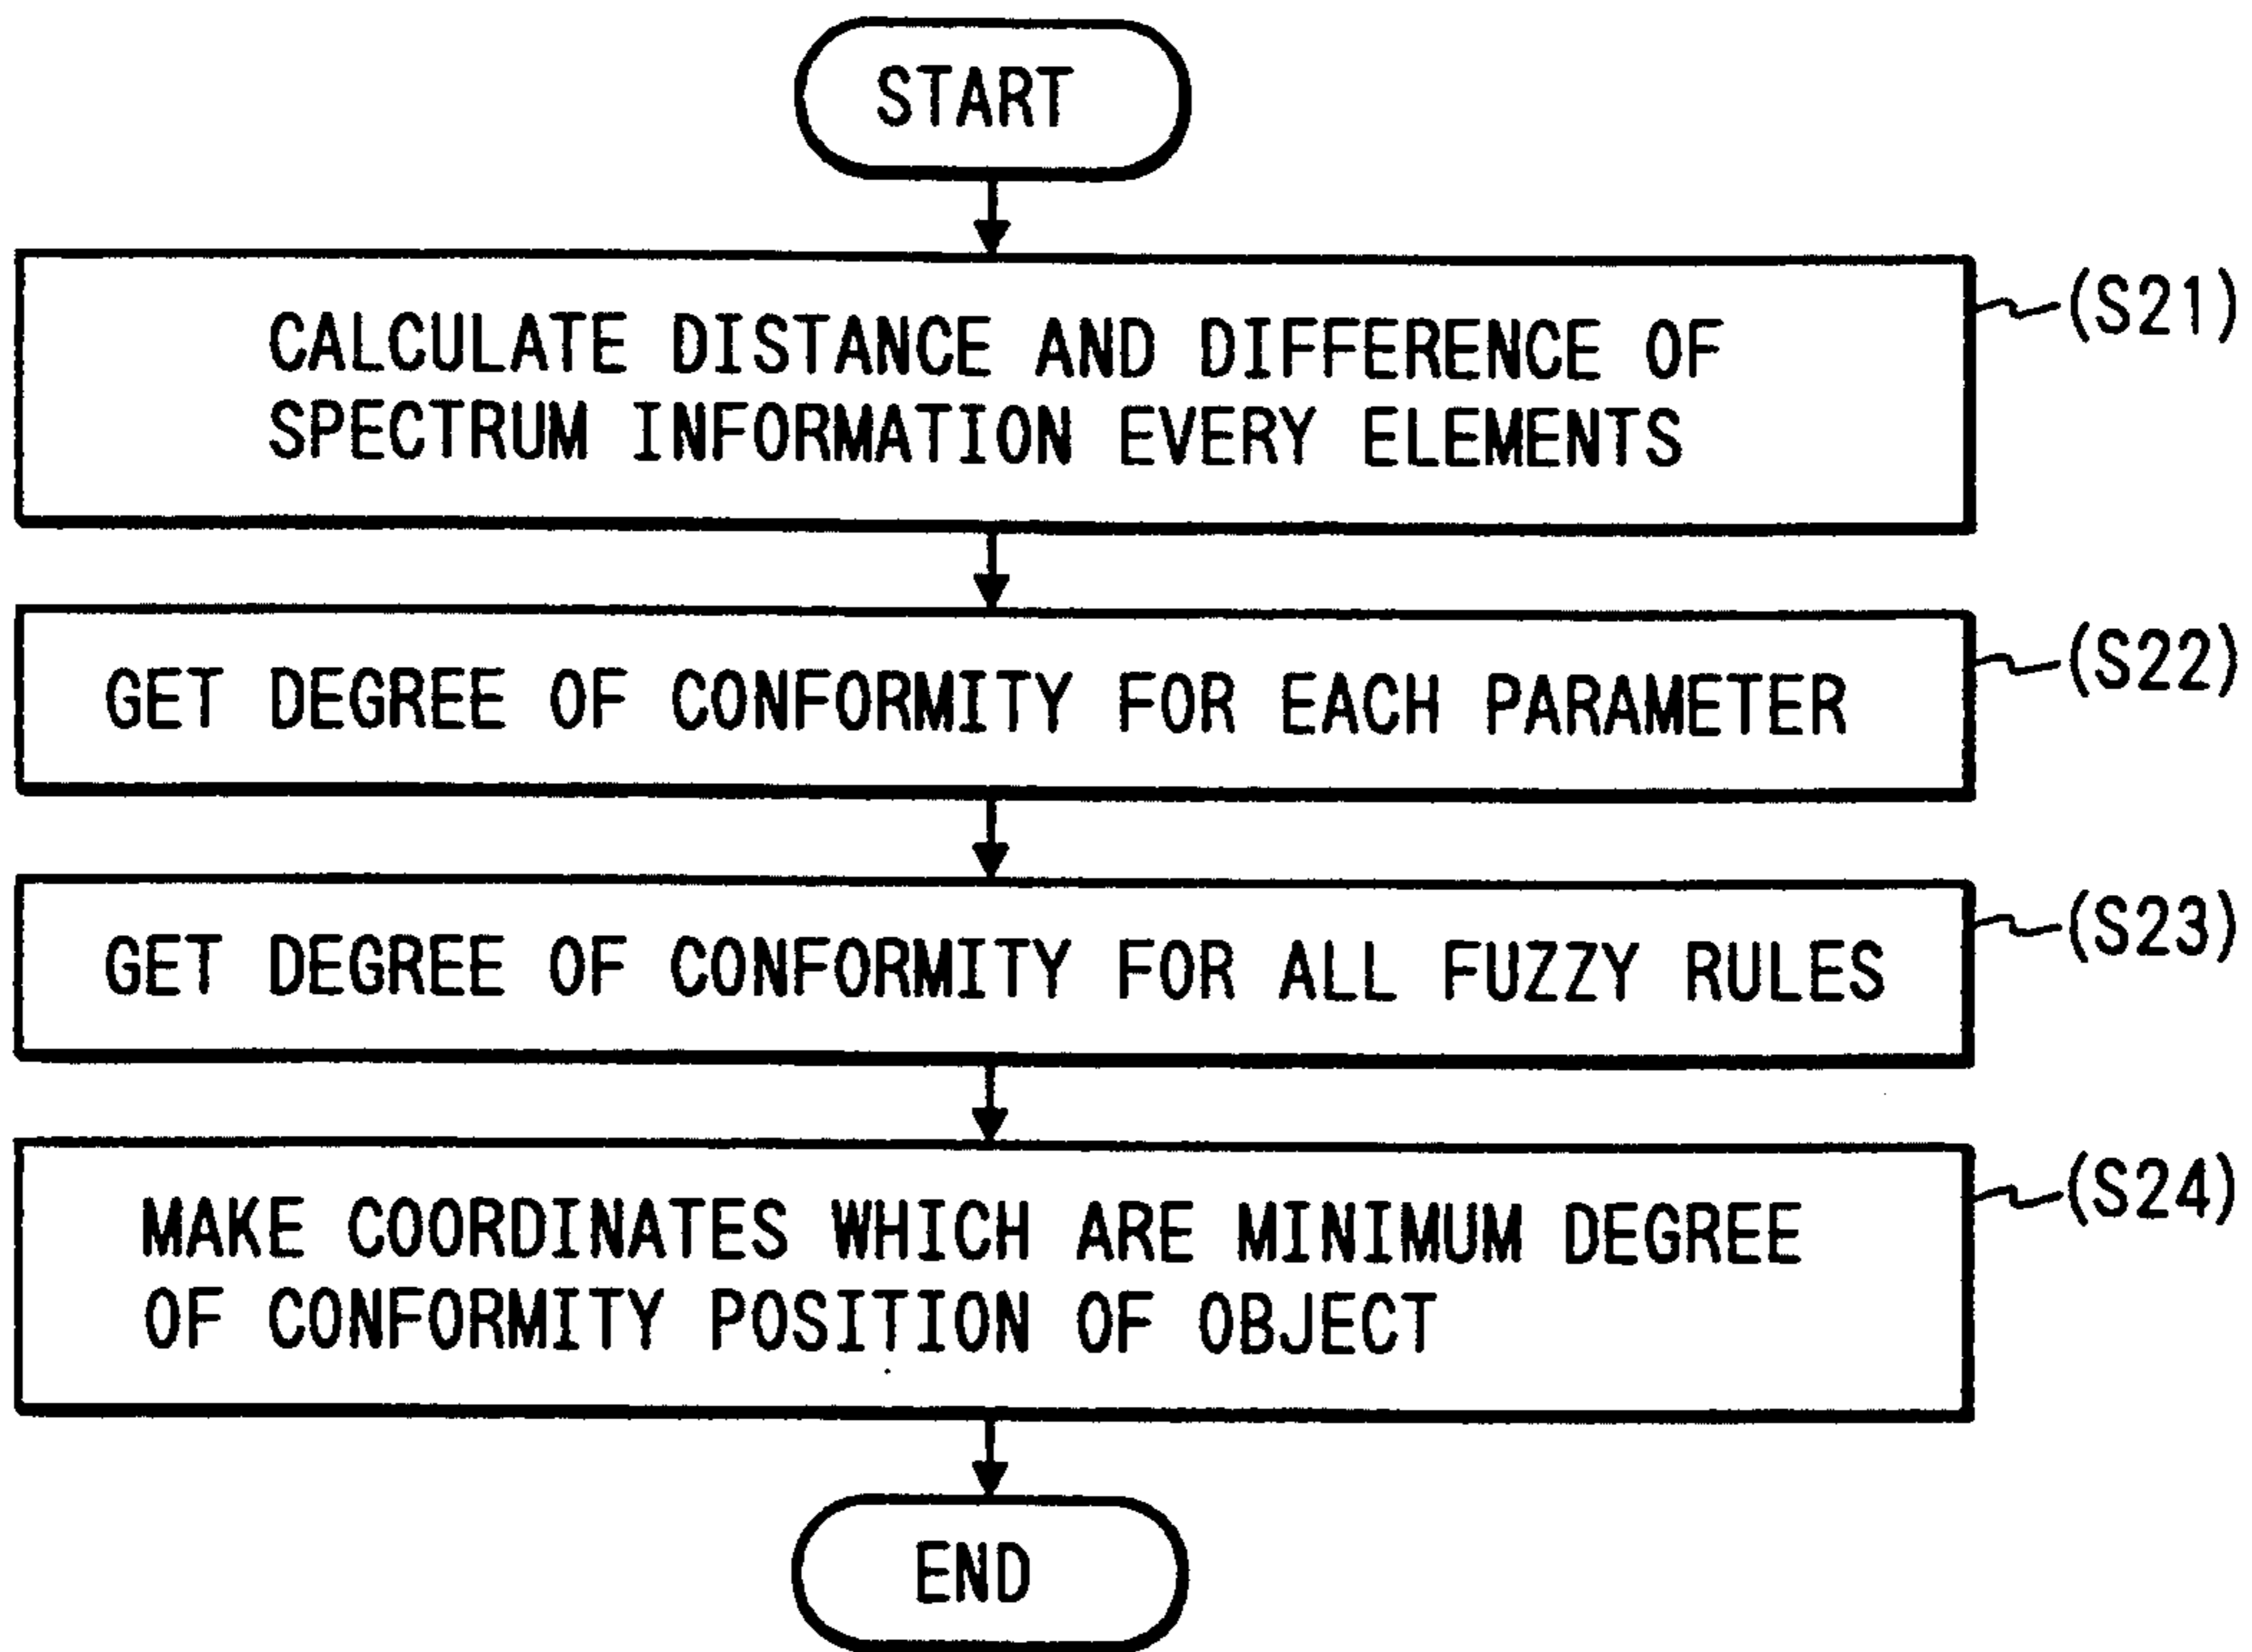 START
CALCULATE DISTANCE AND DIFFERENCE OF
SPECTRUM INFORMATION EVERY ELEMENTS
(S21)
GET DEGREE OF CONFORMITY FOR EACH PARAMETER
(S22)
GET DEGREE OF CONFORMITY FOR ALL FUZZY RULES
(S23)
MAKE COORDINATES WHICH ARE MINIMUM DEGREE
OF CONFORMITY POSITION OF OBJECT
(S24)
END